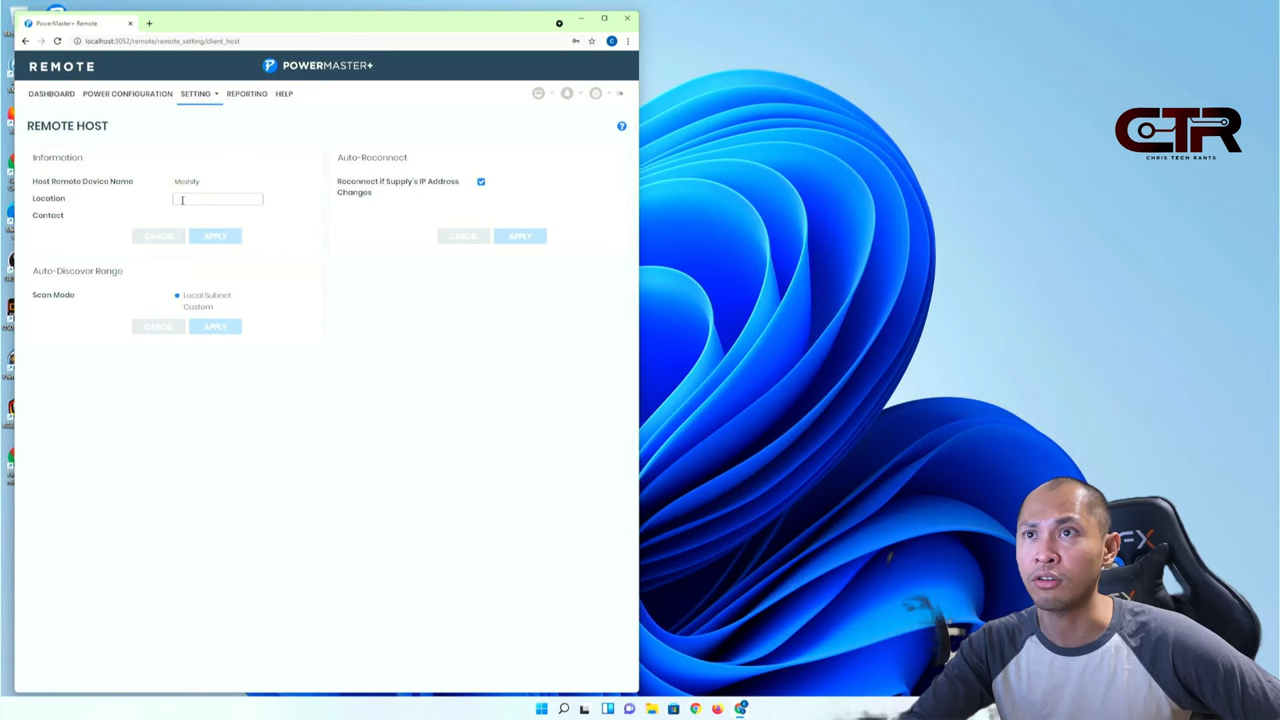 PowerMaster+ Remote
localhost:3052/remote/remote_setting/client_host
REMOTE
POWERMASTER+
DASHBOARD POWER CONFIGURATION SETTING REPORTING HELP
REMOTE HOST
Information
Host Remote Device Name Meshify
Location
Contact
CANCEL APPLY
Auto-Reconnect
Reconnect if Supply's IP Address
Changes
CANCEL APPLY
Auto-Discover Range
Scan Mode Local Subnet
Custom
CANCEL APPLY
CTR
CHRIS TECH RANTS
FX